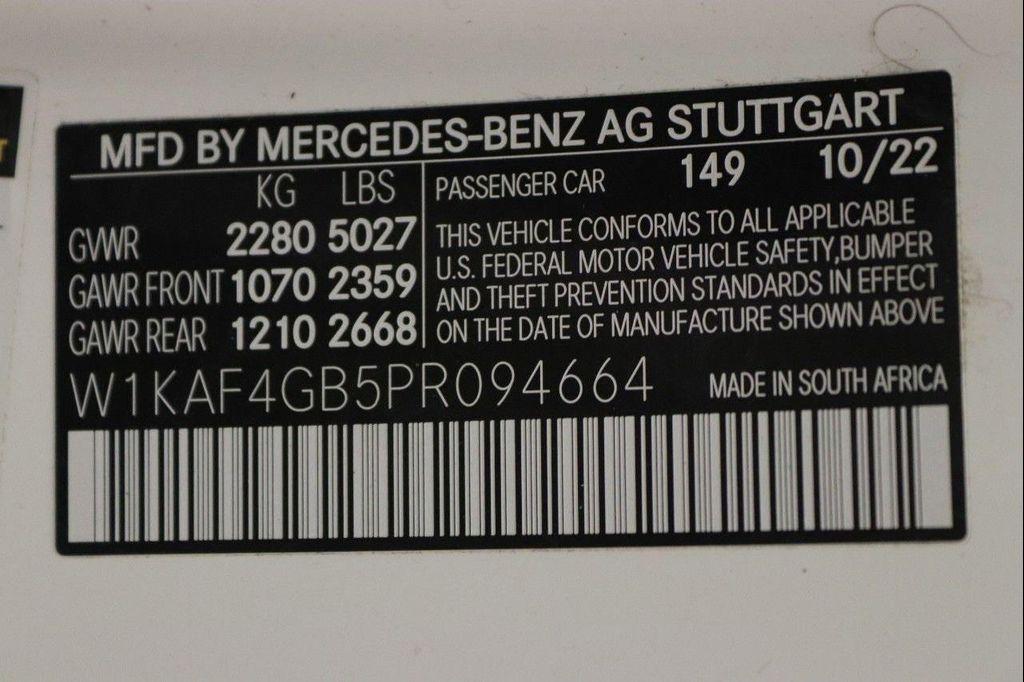 MFD BY MERCEDES-BENZ AG STUTTGART
KG LBS
GVWR 2280 5027
GAWR FRONT 1070 2359
GAWR REAR 1210 2668
PASSENGER CAR 149 10/22
THIS VEHICLE CONFORMS TO ALL APPLICABLE
U.S. FEDERAL MOTOR VEHICLE SAFETY,BUMPER
AND THEFT PREVENTION STANDARDS IN EFFECT
ON THE DATE OF MANUFACTURE SHOWN ABOVE
W1KAF4GB5PR094664 MADE IN SOUTH AFRICA